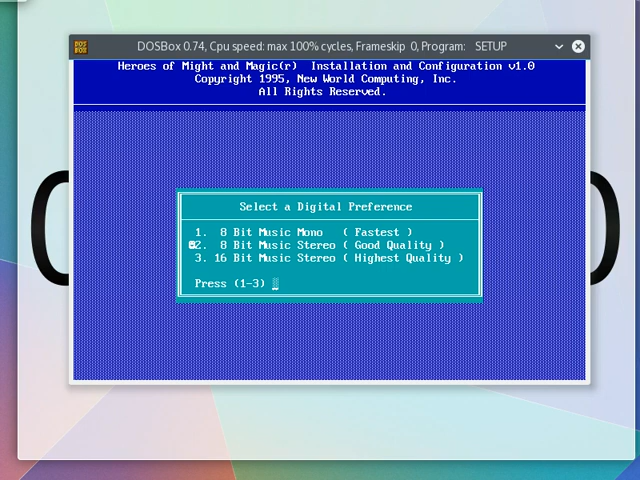 DOS
BOX
DOSBox 0.74, Cpu speed: max 100% cycles, Frameskip 0, Program: SETUP
Heroes of Might and Magic(r) Installation and Configuration v1.0
Copyright 1995, New World Computing, Inc.
All Rights Reserved.
Select a Digital Preference
1. 8 Bit Music Mono ( Fastest )
2. 8 Bit Music Stereo ( Good Quality )
3. 16 Bit Music Stereo ( Highest Quality )
Press (1-3)